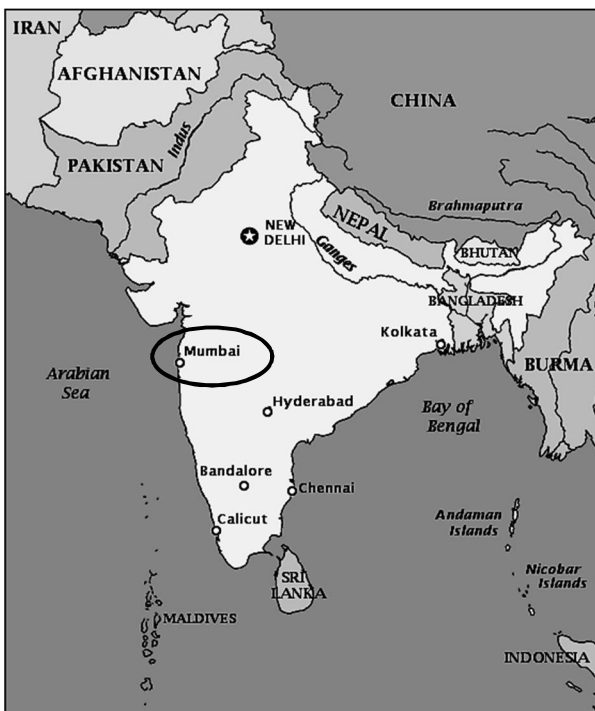 IRAN
AFGHANISTAN
CHINA
Indus
PAKISTAN
Brahmaputra
NEPAL
NEW
DELHI
Ganges
BHUTAN
BANGLADESH
Kolkata
Mumbai
BURMA
Arabian
Sea
Hyderabad
Bay of
Bengal
Bandalore
Chennai
Calicut
Andaman
Islands
Nicobar
Islands
SRI
LANKA
MALDIVES
INDONESIA